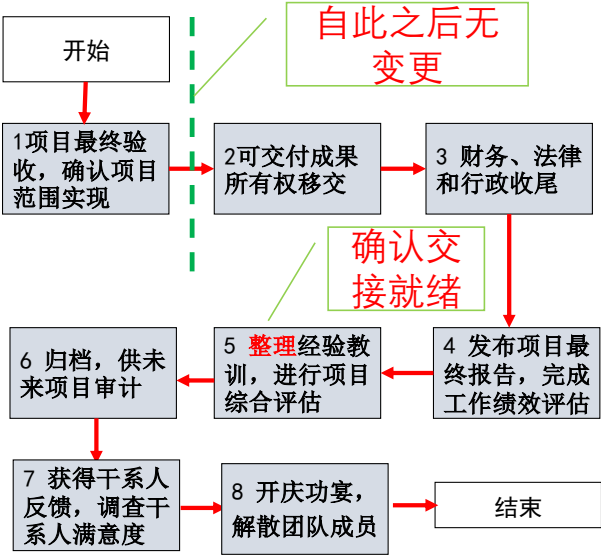 开始
自此之后无
变更
1项目最终验
收，确认项目
范围实现
2可交付成果
所有权移交
3 财务、法律
和行政收尾
确认交
接就绪
4 发布项目最
终报告，完成
工作绩效评估
5 整理经验教
训，进行项目
综合评估
6 归档，供未
来项目审计
7 获得干系人
反馈，调查干
系人满意度
8 开庆功宴，
解散团队成员
结束